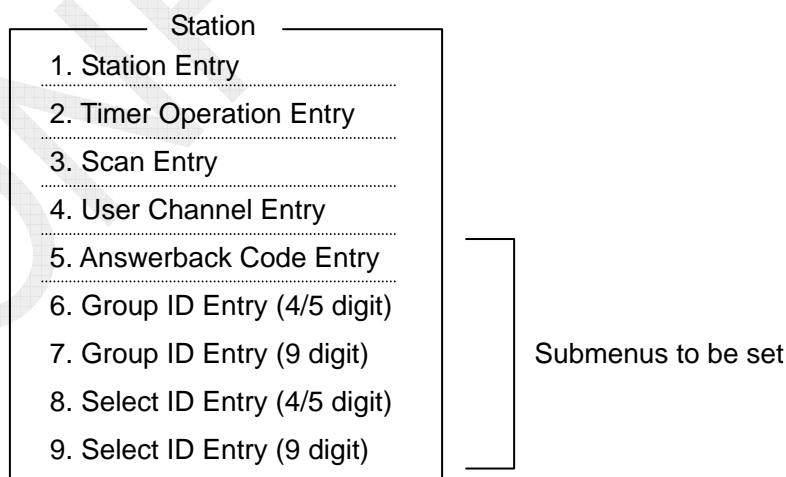 Station
1. Station Entry
2. Timer Operation Entry
3. Scan Entry
4. User Channel Entry
5. Answerback Code Entry
6. Group ID Entry (4/5 digit)
7. Group ID Entry (9 digit)
Submenus to be set
8. Select ID Entry (4/5 digit)
9. Select ID Entry (9 digit)